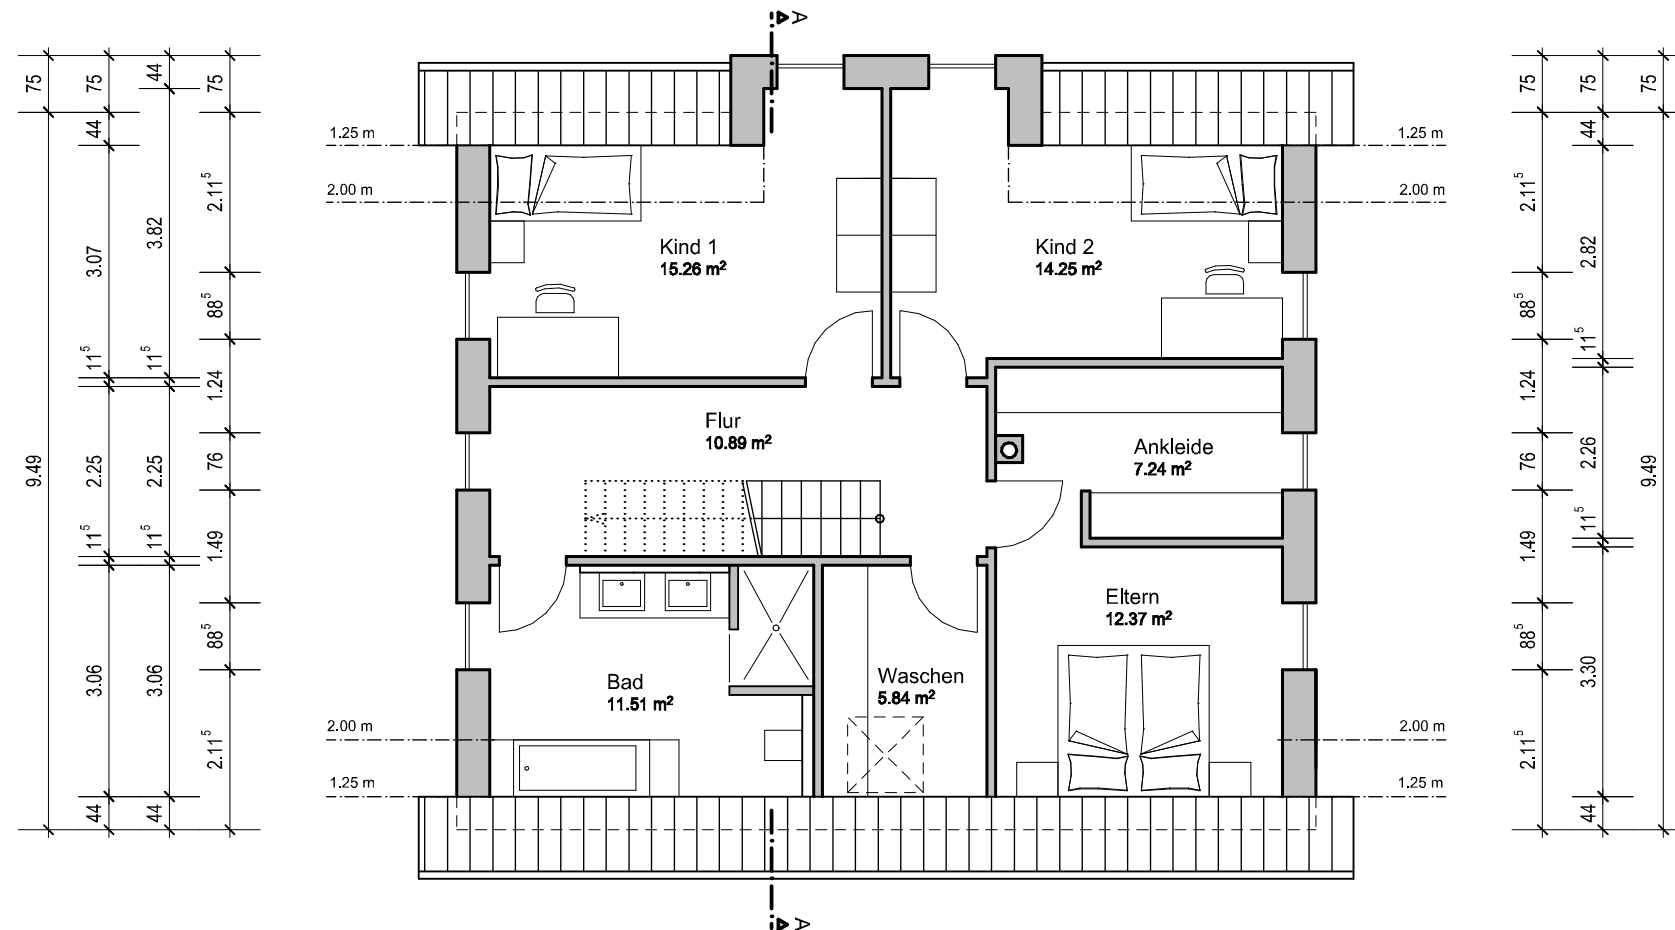 A
75
9.49
75
44
3.07
11⁵
2.25
11⁵
3.06
44
44
3.82
11⁵
2.25
11⁵
3.06
44
75
2.11⁵
88⁵
1.24
76
1.49
88⁵
2.11⁵
1.25 m
2.00 m
2.00 m
1.25 m
Kind 1
15.26 m²
Kind 2
14.25 m²
Flur
10.89 m²
Ankleide
7.24 m²
Eltern
12.37 m²
Bad
11.51 m²
Waschen
5.84 m²
1.25 m
2.00 m
2.00 m
1.25 m
75
2.11⁵
88⁵
1.24
76
1.49
88⁵
2.11⁵
75
44
2.82
11⁵
2.26
11⁵
3.30
44
75
9.49
A